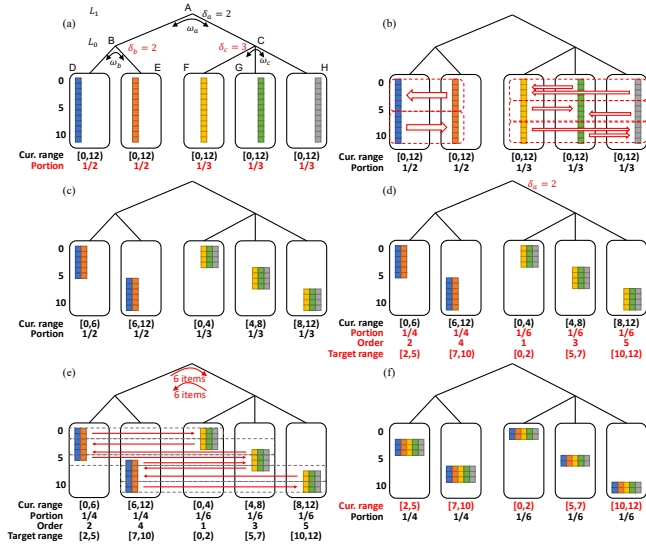 L₁ A δₐ = 2
(a) ωₐ (b)
L₀ B δ_b = 2 δ_c = 3 C
D ω_b E F G ω_c H
0 0
5 5
10 10
Cur. range [0,12) [0,12) [0,12) [0,12) [0,12)
Portion 1/2 1/2 1/3 1/3 1/3
Cur. range [0,12) [0,12) [0,12) [0,12) [0,12)
Portion 1/2 1/2 1/3 1/3 1/3
(c)
0
5
10
Cur. range [0,6) [6,12) [0,4) [4,8) [8,12)
Portion 1/2 1/2 1/3 1/3 1/3
(d) δₐ = 2
0
5
10
Cur. range [0,6) [6,12) [0,4) [4,8) [8,12)
Portion 1/4 1/4 1/6 1/6 1/6
Order 2 4 1 3 5
Target range [2,5) [7,10) [0,2) [5,7) [10,12)
(e) 6 items
6 items
0
5
10
Cur. range [0,6) [6,12) [0,4) [4,8) [8,12)
Portion 1/4 1/4 1/6 1/6 1/6
Order 2 4 1 3 5
Target range [2,5) [7,10) [0,2) [5,7) [10,12)
(f)
0
5
10
Cur. range [2,5) [7,10) [0,2) [5,7) [10,12)
Portion 1/4 1/4 1/6 1/6 1/6